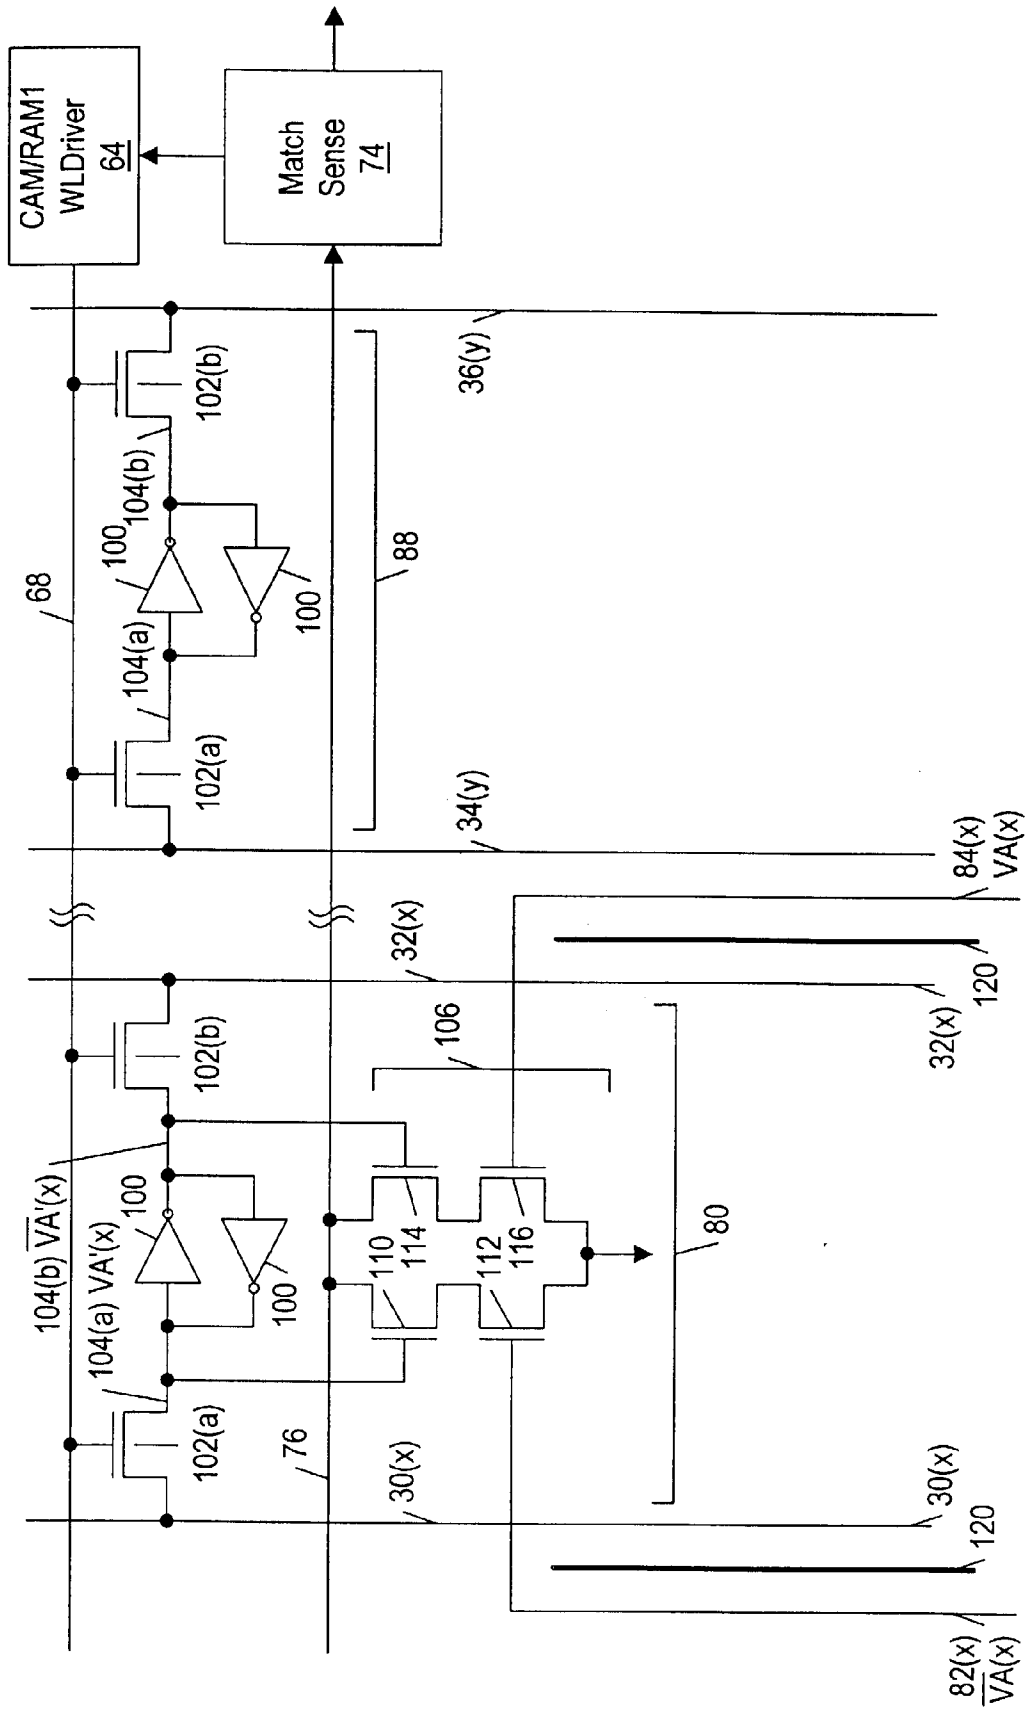 104(b) V̅A̅'(x)
68
CAM/RAM1
WLDriver
64
104(a) VA'(x)
100
104(a)
100
104(b)
102(a)
102(b)
102(a)
102(b)
100
100
Match
Sense
74
76
30(x)
32(x)
88
110
114
106
34(y)
36(y)
112
116
80
30(x)
32(x)
82(x)
V̅A̅(x)
120
120
84(x)
VA(x)